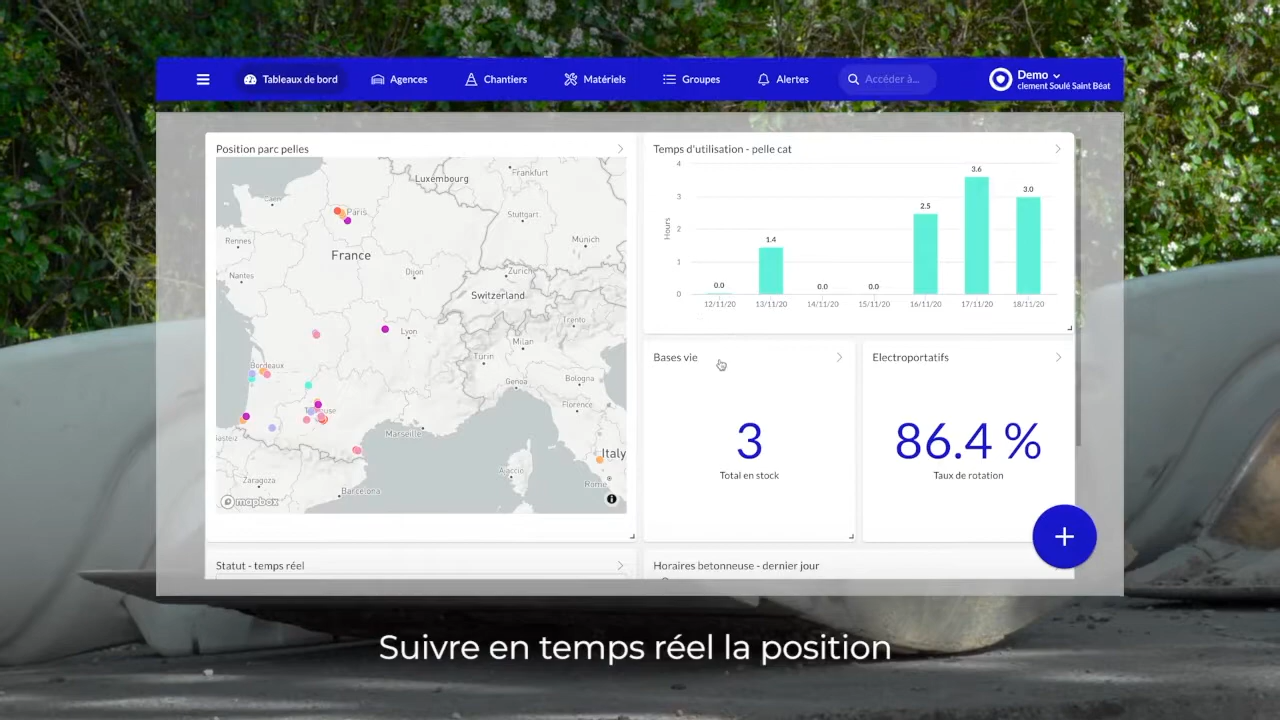 Tableaux de bord
Agences
Chantiers
Matériels
Groupes
Alertes
Accéder à...
Demo
clement Soulé Saint Béat
Position parc pelles
Luxembourg
Frankfurt
Caen
Paris
Stuttgart
Rennes
Munich
France
Nantes
Dijon
Zurich
Switzerland
Trento
Lyon
Milan
Turin
Bordeaux
Genoa
Bologna
Florence
Marseille
Italy
Ajaccio
Zaragoza
Rome
Barcelona
mapbox
Temps d'utilisation - pelle cat
Hours
4
3
2
1
0
0.0
1.4
0.0
0.0
2.5
3.6
3.0
12/11/20
13/11/20
14/11/20
15/11/20
16/11/20
17/11/20
18/11/20
Bases vie
3
Total en stock
Electroportatifs
86.4 %
Taux de rotation
+
Statut - temps réel
Horaires betonneuse - dernier jour
Suivre en temps réel la position